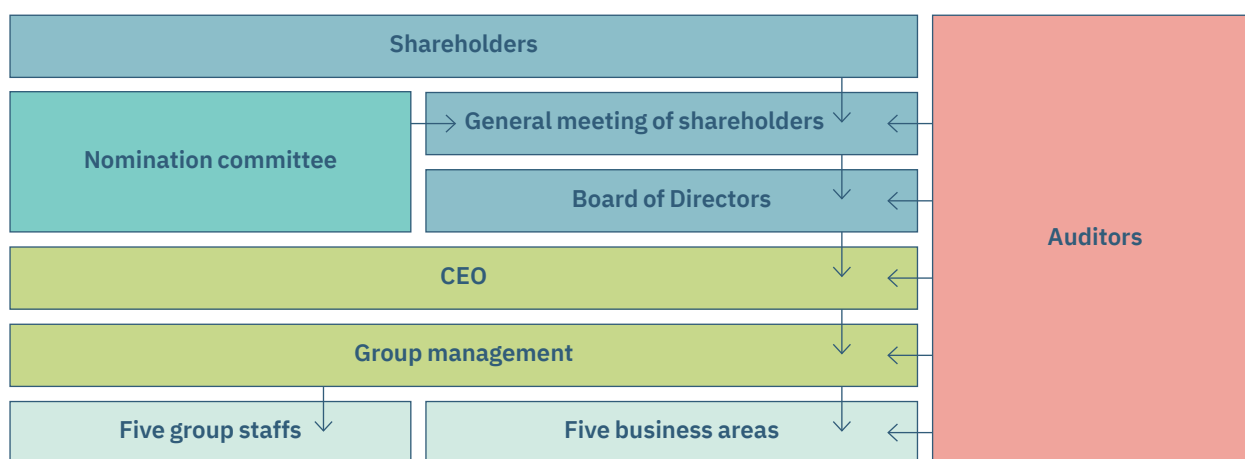 Shareholders
General meeting of shareholders
Nomination committee
Board of Directors
Auditors
CEO
Group management
Five group staffs
Five business areas